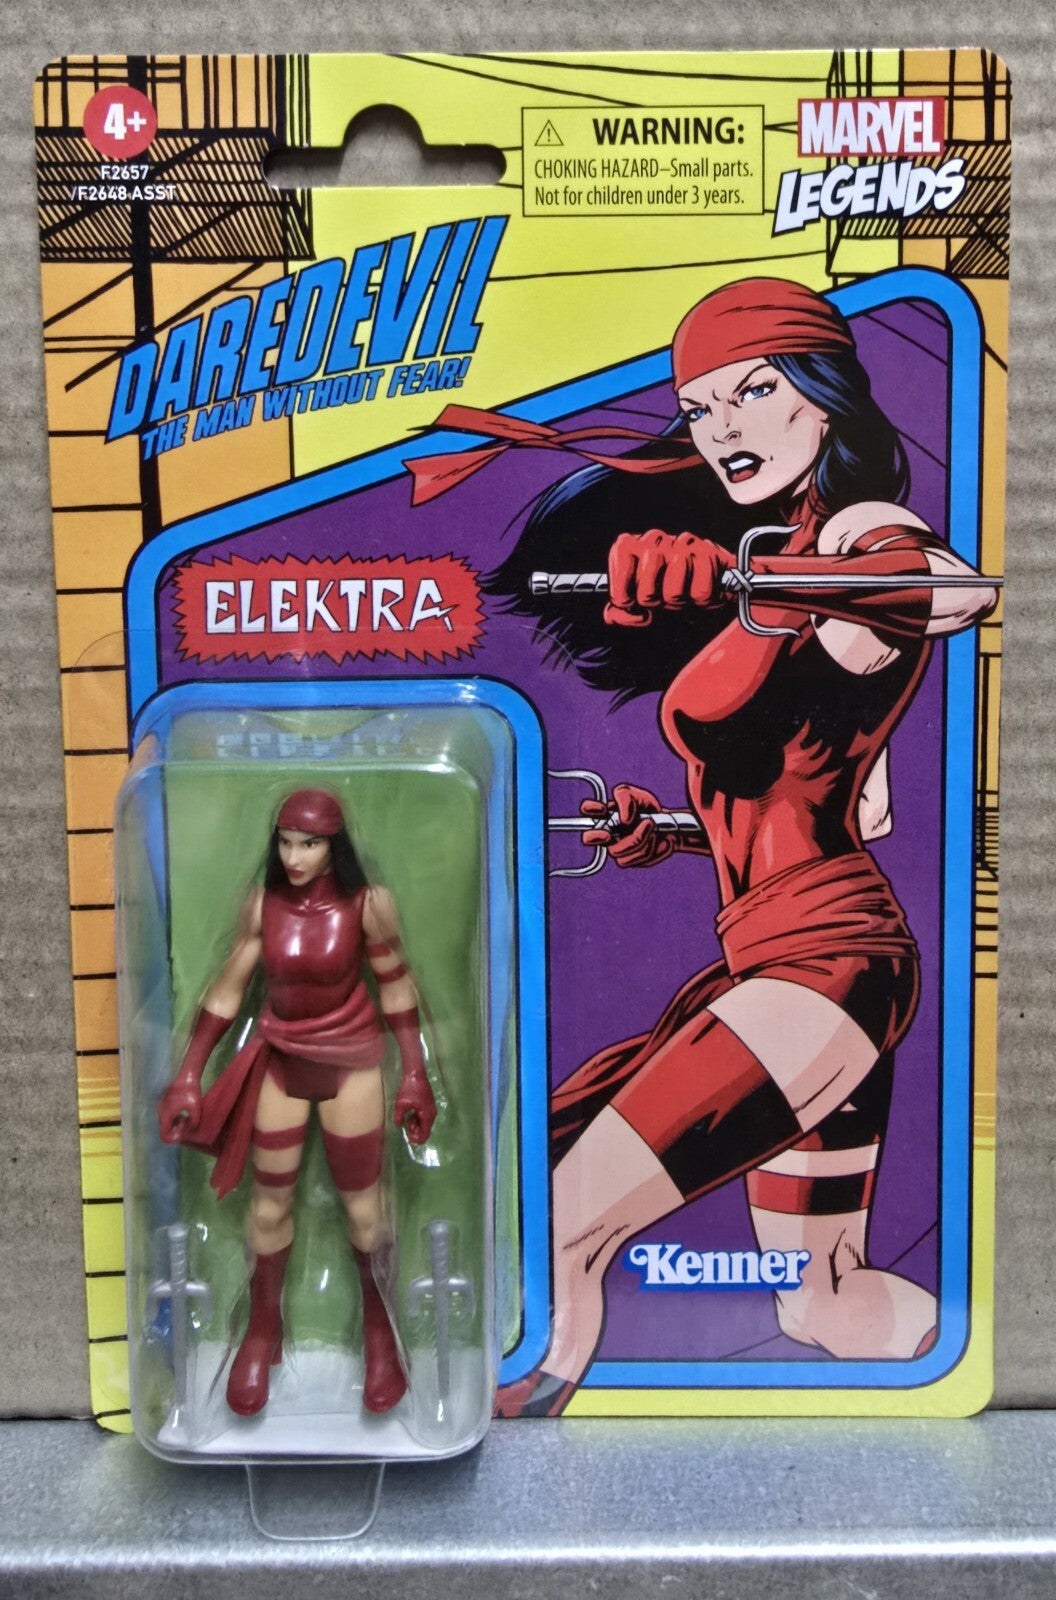 4+
F2657
/F2648 ASST
WARNING:
CHOKING HAZARD–Small parts.
Not for children under 3 years.
MARVEL
LEGENDS
DAREDEVIL
THE MAN WITHOUT FEAR!
ELEKTRA
Kenner